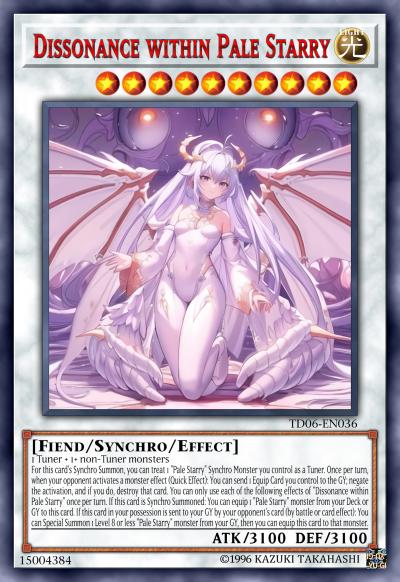 Dissonance within Pale Starry
LIGHT
光
TD06-EN036
[Fiend/Synchro/Effect]
1 Tuner + 1+ non-Tuner monsters
For this card's Synchro Summon, you can treat 1 "Pale Starry" Synchro Monster you control as a Tuner. Once per turn,
when your opponent activates a monster effect (Quick Effect): You can send 1 Equip Card you control to the GY; negate
the activation, and if you do, destroy that card. You can only use each of the following effects of "Dissonance within
Pale Starry" once per turn. If this card is Synchro Summoned: You can equip 1 "Pale Starry" monster from your Deck or
GY to this card. If this card in your possession is sent to your GY by your opponent's card (by battle or card effect): You
can Special Summon 1 Level 8 or less "Pale Starry" monster from your GY, then you can equip this card to that monster.
ATK/3100 DEF/3100
15004384
©1996 KAZUKI TAKAHASHI